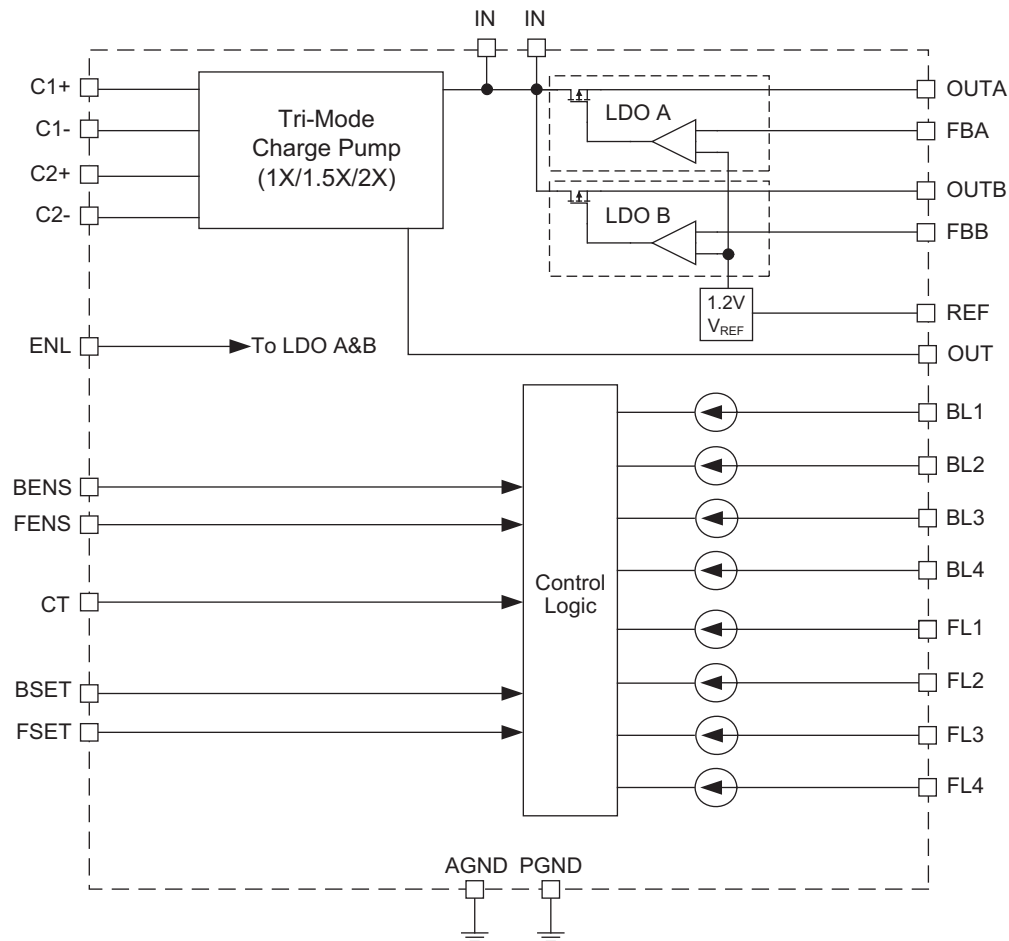 IN IN
C1+
C1-
C2+
C2-
Tri-Mode
Charge Pump
(1X/1.5X/2X)
LDO A
LDO B
OUTA
FBA
OUTB
FBB
1.2V
VREF
REF
OUT
ENL
To LDO A&B
BENS
FENS
CT
BSET
FSET
Control
Logic
BL1
BL2
BL3
BL4
FL1
FL2
FL3
FL4
AGND PGND